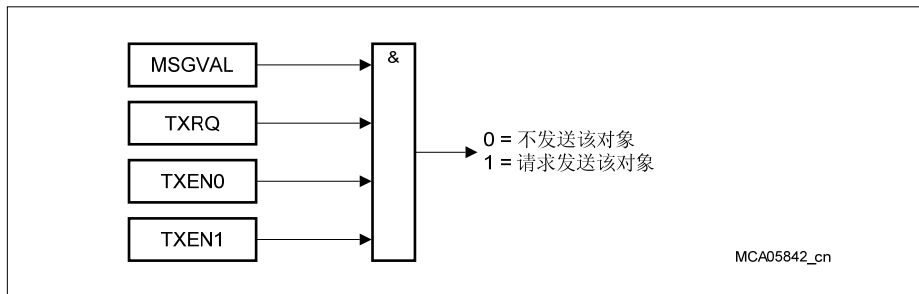 MSGVAL
TXRQ
TXEN0
TXEN1
&
0 = 不发送该对象
1 = 请求发送该对象
MCA05842_cn